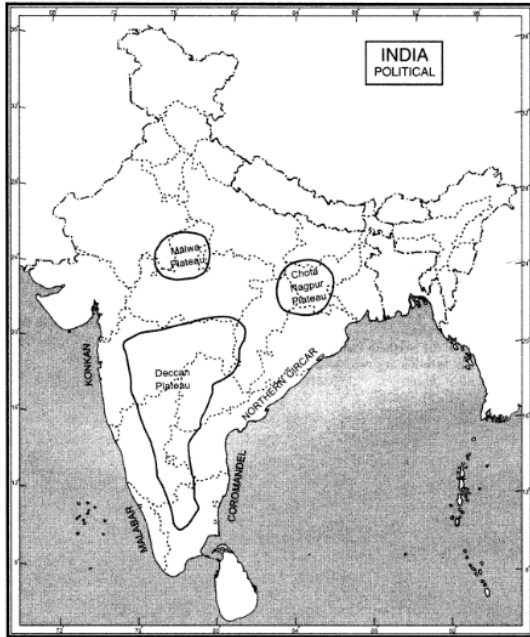 INDIA
POLITICAL
Malwa
Plateau
Chota
Nagpur
Plateau
Deccan
Plateau
KONKAN
NORTHERN CIRCAR
COROMANDEL
MALABAR